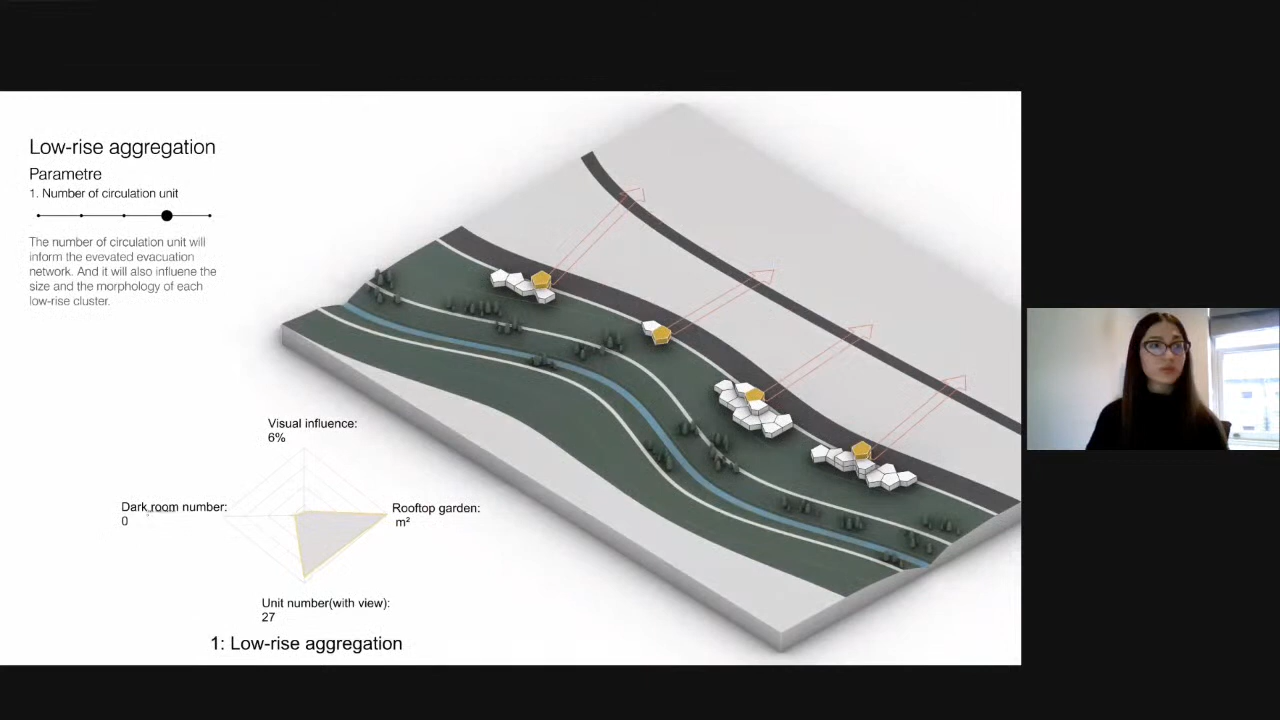 Low-rise aggregation
Parametre
1. Number of circulation unit
The number of circulation unit will
inform the evevated evacuation
network. And it will also influene the
size and the morphology of each
low-rise cluster.
Visual influence:
6%
Dark room number:
0
Rooftop garden:
m²
Unit number(with view):
27
1: Low-rise aggregation